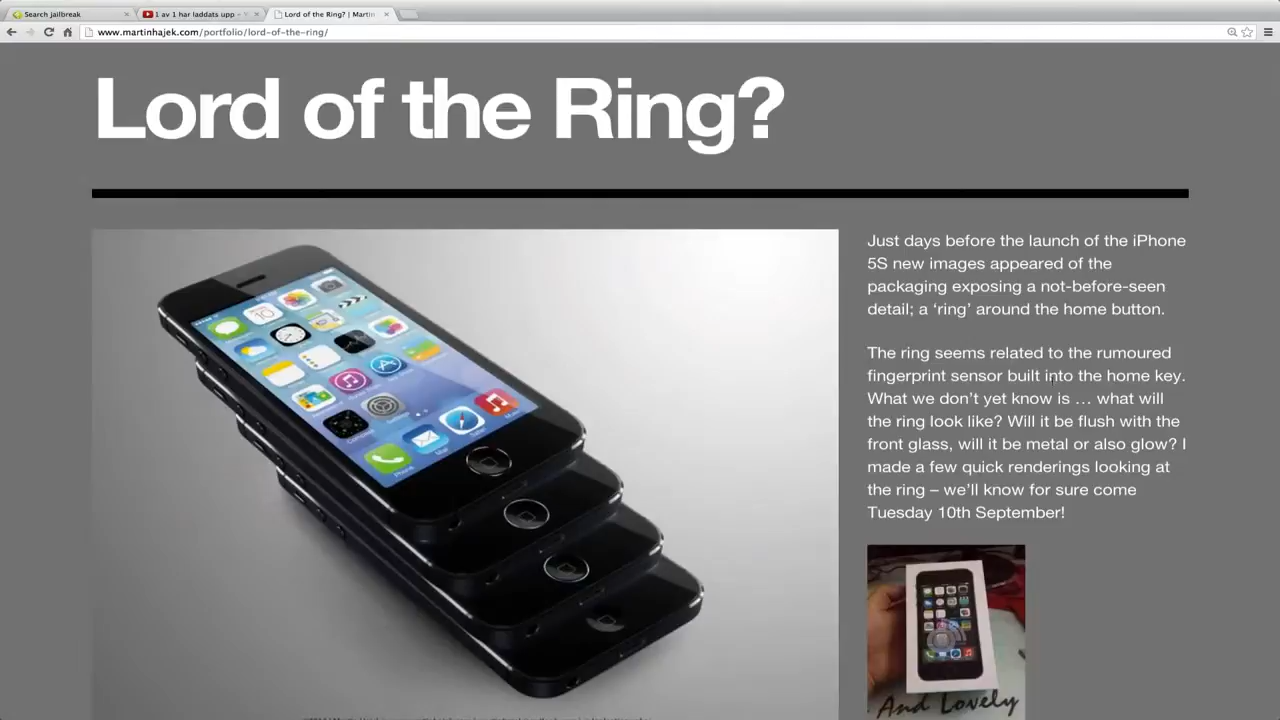 Search jailbreak
1 av 1 har laddats upp -
Lord of the Ring? | Martin
www.martinhajek.com/portfolio/lord-of-the-ring/
Lord of the Ring?
Just days before the launch of the iPhone
5S new images appeared of the
packaging exposing a not-before-seen
detail; a ‘ring’ around the home button.
The ring seems related to the rumoured
fingerprint sensor built into the home key.
What we don’t yet know is … what will
the ring look like? Will it be flush with the
front glass, will it be metal or also glow? I
made a few quick renderings looking at
the ring – we’ll know for sure come
Tuesday 10th September!
10
Phone
Mail
And Lovely